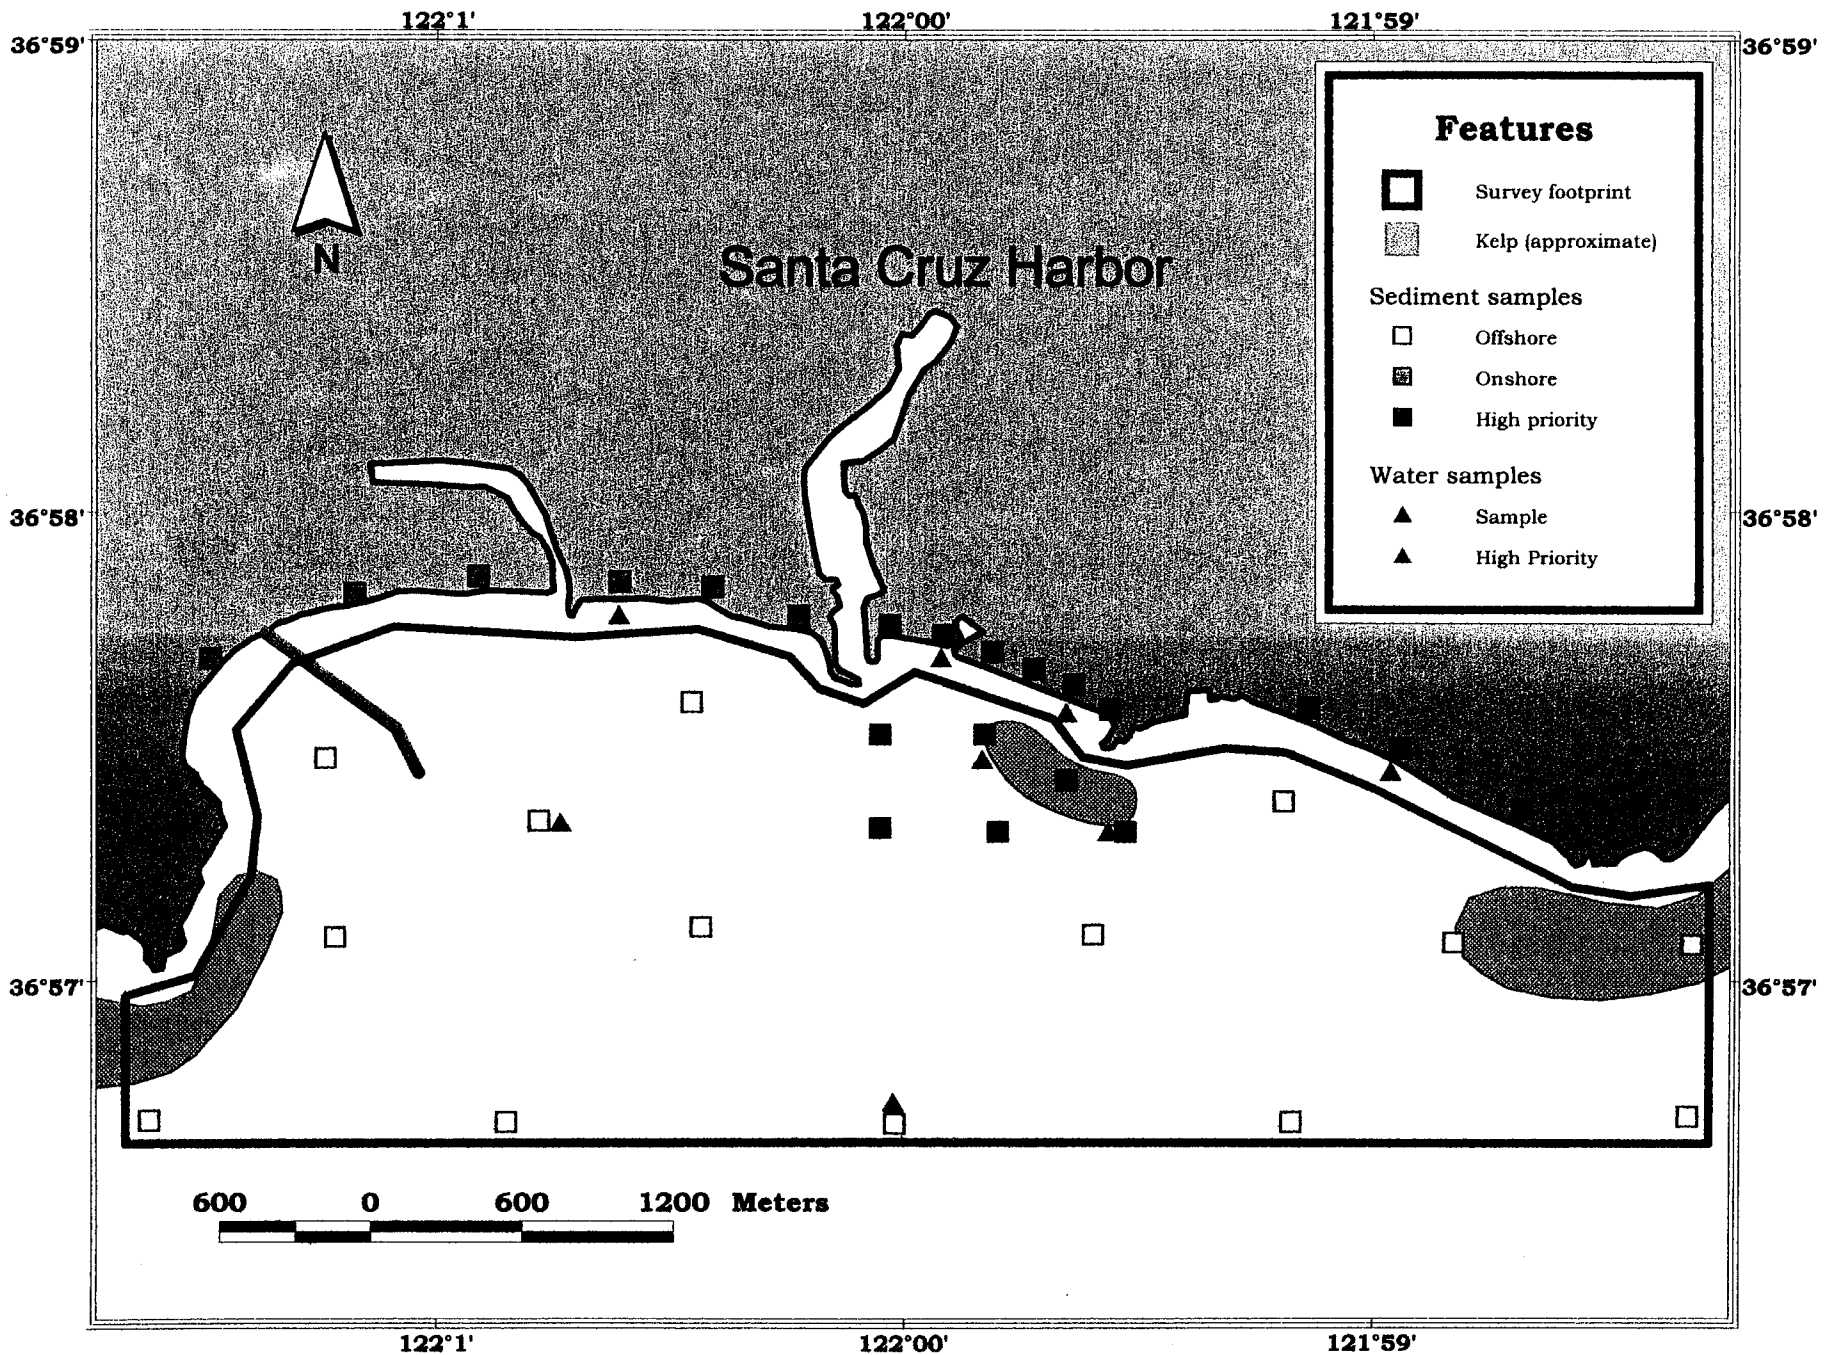 122°1' 122°00' 121°59'
36°59' 36°59'
Features
Survey footprint
Kelp (approximate)
N
Santa Cruz Harbor
Sediment samples
Offshore
Onshore
High priority
Water samples
36°58' Sample 36°58'
High Priority
36°57' 36°57'
600 0 600 1200 Meters
122°1' 122°00' 121°59'